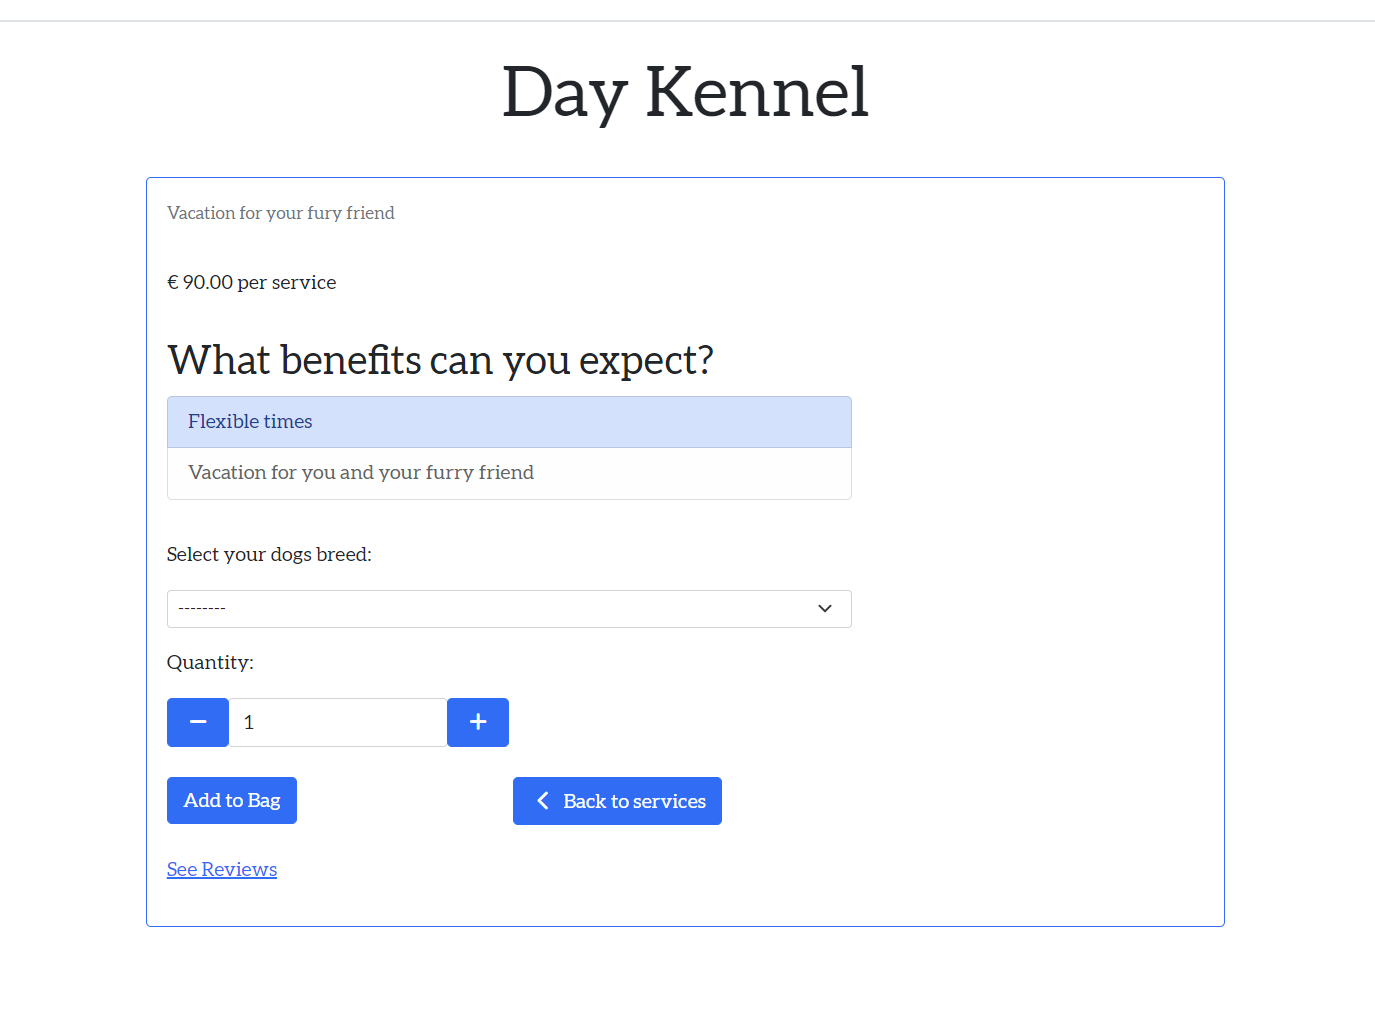 Day Kennel
Vacation for your fury friend
€ 90.00 per service
What benefits can you expect?
Flexible times
Vacation for you and your furry friend
Select your dogs breed:
--------
Quantity:
− 1 +
Add to Bag
Back to services
See Reviews